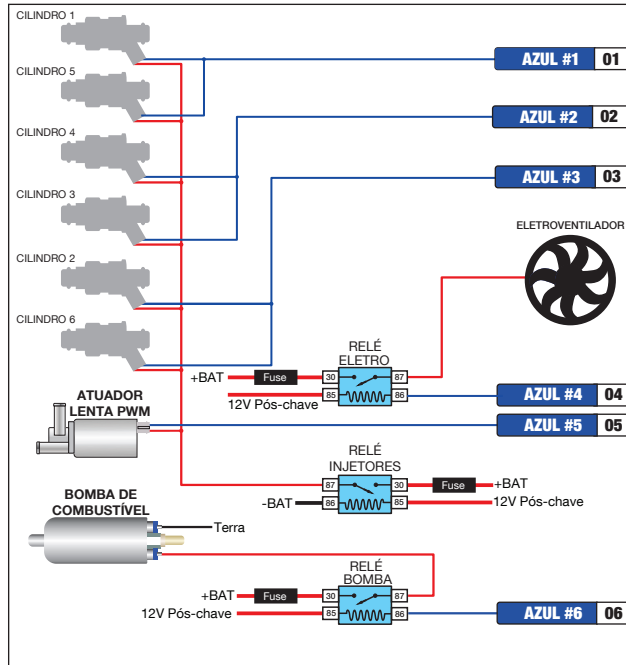 CILINDRO 1
AZUL #1 01
CILINDRO 5
AZUL #2 02
CILINDRO 4
AZUL #3 03
CILINDRO 3
ELETROVENTILADOR
CILINDRO 2
CILINDRO 6
RELÉ
ELETRO
+BAT Fuse 30 87
12V Pós-chave 85 86
AZUL #4 04
ATUADOR
LENTA PWM
AZUL #5 05
RELÉ
INJETORES
87 30 Fuse +BAT
-BAT 86 85 12V Pós-chave
BOMBA DE
COMBUSTÍVEL
Terra
RELÉ
BOMBA
+BAT Fuse 30 87
12V Pós-chave 85 86
AZUL #6 06